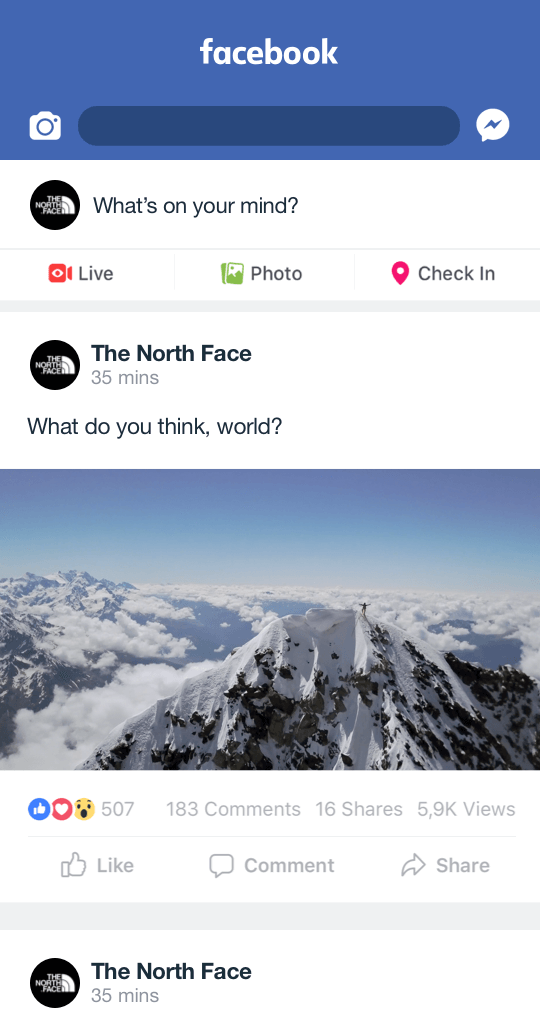 facebook
THE
NORTH
FACE
What’s on your mind?
Live
Photo
Check In
THE
NORTH
FACE
The North Face
35 mins
What do you think, world?
507
183 Comments
16 Shares
5,9K Views
Like
Comment
Share
THE
NORTH
FACE
The North Face
35 mins